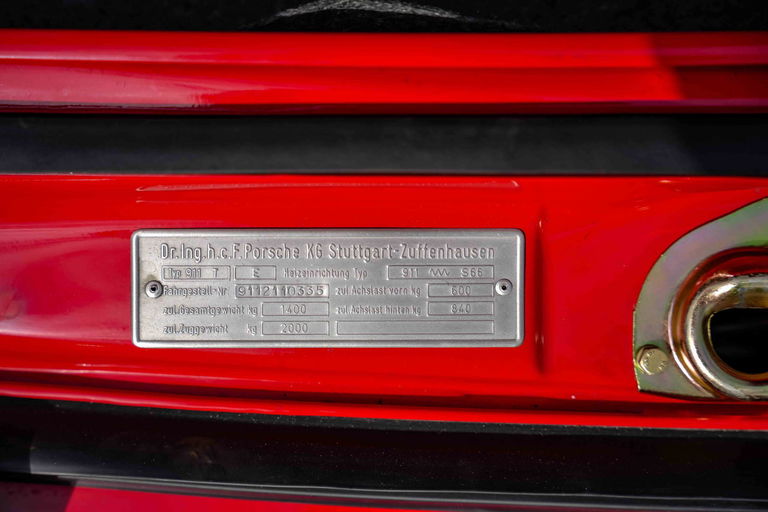 Dr.Ing.h.c.F.Porsche KG Stuttgart-Zuffenhausen
Typ 911 T E Heizeinrichtung Typ 911 S66
Fahrgestell-Nr 9112110335 zul.Achslast vorn kg 600
zul.Gesamtgewicht kg 1400 zul.Achslast hinten kg 840
zul.Zuggewicht kg 2000